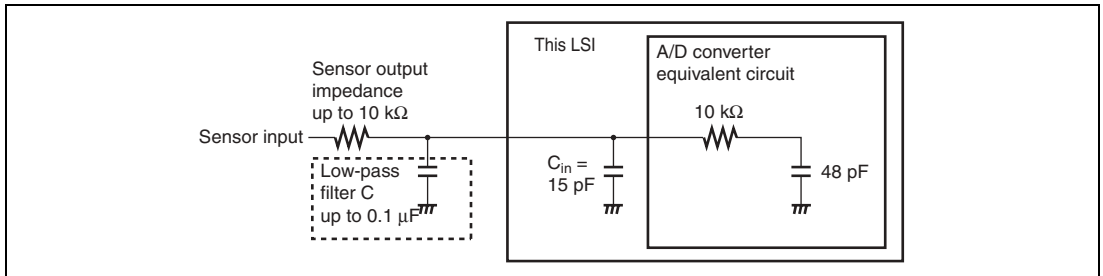 This LSI
A/D converter
equivalent circuit
Sensor output
impedance
up to 10 kΩ
10 kΩ
Sensor input
Low-pass
filter C
up to 0.1 μF
Cin =
15 pF
48 pF